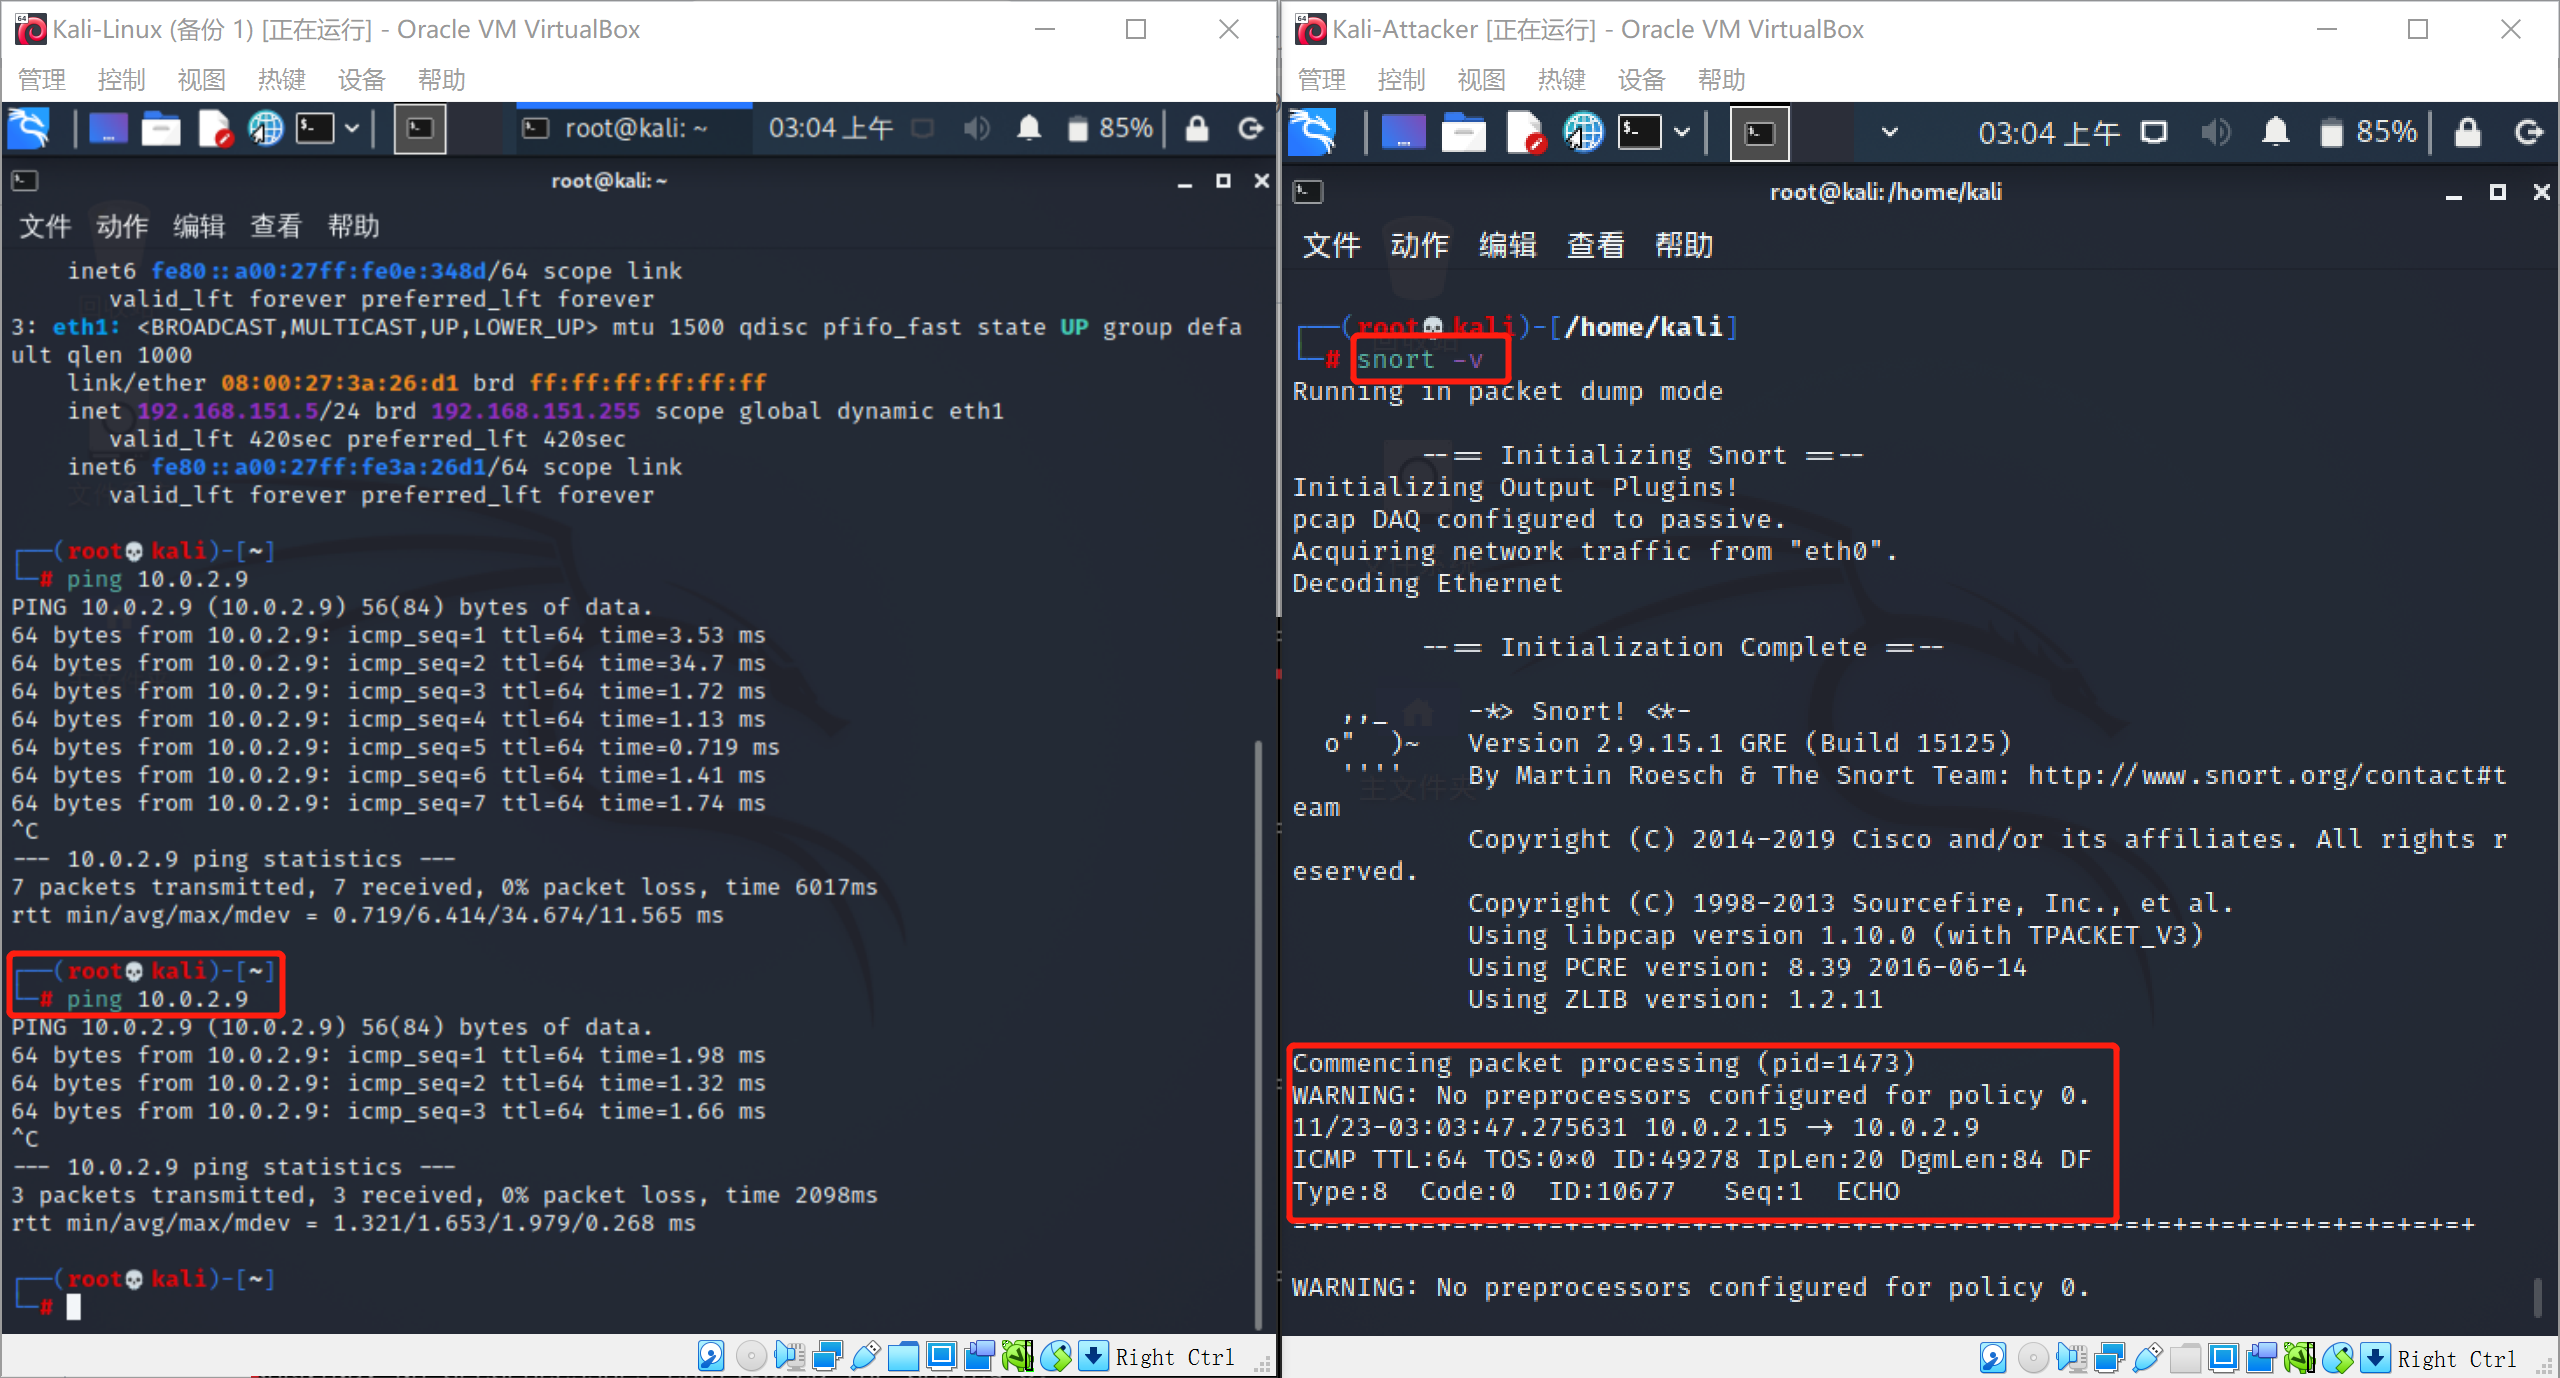 Kali-Linux (备份 1) [正在运行] - Oracle VM VirtualBox
管理 控制 视图 热键 设备 帮助
root@kali: ~ 03:04 上午 85%
root@kali: ~
文件 动作 编辑 查看 帮助
inet6 fe80::a00:27ff:fe0e:348d/64 scope link
valid_lft forever preferred_lft forever
3: eth1: <BROADCAST,MULTICAST,UP,LOWER_UP> mtu 1500 qdisc pfifo_fast state UP group defa
ult qlen 1000
link/ether 08:00:27:3a:26:d1 brd ff:ff:ff:ff:ff:ff
inet 192.168.151.5/24 brd 192.168.151.255 scope global dynamic eth1
valid_lft 420sec preferred_lft 420sec
inet6 fe80::a00:27ff:fe3a:26d1/64 scope link
valid_lft forever preferred_lft forever
┌──(root💀kali)-[~]
└─# ping 10.0.2.9
PING 10.0.2.9 (10.0.2.9) 56(84) bytes of data.
64 bytes from 10.0.2.9: icmp_seq=1 ttl=64 time=3.53 ms
64 bytes from 10.0.2.9: icmp_seq=2 ttl=64 time=34.7 ms
64 bytes from 10.0.2.9: icmp_seq=3 ttl=64 time=1.72 ms
64 bytes from 10.0.2.9: icmp_seq=4 ttl=64 time=1.13 ms
64 bytes from 10.0.2.9: icmp_seq=5 ttl=64 time=0.719 ms
64 bytes from 10.0.2.9: icmp_seq=6 ttl=64 time=1.41 ms
64 bytes from 10.0.2.9: icmp_seq=7 ttl=64 time=1.74 ms
^C
--- 10.0.2.9 ping statistics ---
7 packets transmitted, 7 received, 0% packet loss, time 6017ms
rtt min/avg/max/mdev = 0.719/6.414/34.674/11.565 ms
┌──(root💀kali)-[~]
└─# ping 10.0.2.9
PING 10.0.2.9 (10.0.2.9) 56(84) bytes of data.
64 bytes from 10.0.2.9: icmp_seq=1 ttl=64 time=1.98 ms
64 bytes from 10.0.2.9: icmp_seq=2 ttl=64 time=1.32 ms
64 bytes from 10.0.2.9: icmp_seq=3 ttl=64 time=1.66 ms
^C
--- 10.0.2.9 ping statistics ---
3 packets transmitted, 3 received, 0% packet loss, time 2098ms
rtt min/avg/max/mdev = 1.321/1.653/1.979/0.268 ms
┌──(root💀kali)-[~]
└─#
Right Ctrl
Kali-Attacker [正在运行] - Oracle VM VirtualBox
管理 控制 视图 热键 设备 帮助
03:04 上午 85%
root@kali: /home/kali
文件 动作 编辑 查看 帮助
┌──(root💀kali)-[/home/kali]
└─# snort -v
Running in packet dump mode
--== Initializing Snort ==--
Initializing Output Plugins!
pcap DAQ configured to passive.
Acquiring network traffic from "eth0".
Decoding Ethernet
--== Initialization Complete ==--
,,_ -*> Snort! <*-
o" )~ Version 2.9.15.1 GRE (Build 15125)
'''' By Martin Roesch & The Snort Team: http://www.snort.org/contact#t
eam
Copyright (C) 2014-2019 Cisco and/or its affiliates. All rights r
eserved.
Copyright (C) 1998-2013 Sourcefire, Inc., et al.
Using libpcap version 1.10.0 (with TPACKET_V3)
Using PCRE version: 8.39 2016-06-14
Using ZLIB version: 1.2.11
Commencing packet processing (pid=1473)
WARNING: No preprocessors configured for policy 0.
11/23-03:03:47.275631 10.0.2.15 -> 10.0.2.9
ICMP TTL:64 TOS:0x0 ID:49278 IpLen:20 DgmLen:84 DF
Type:8 Code:0 ID:10677 Seq:1 ECHO
=+=+=+=+=+=+=+=+=+=+=+=+=+=+=+=+=+=+=+=+=+=+=+=+=+=+=+=+=+=+=+=+=+=+=+=+=+
WARNING: No preprocessors configured for policy 0.
Right Ctrl